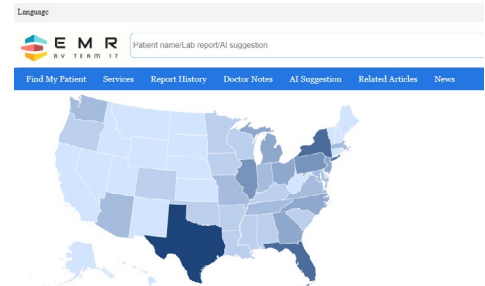 Language
EMR
BY TEAM 17
Patient name/Lab report/AI suggestion
Find My Patient Services Report History Doctor Notes AI Suggestion Related Articles News